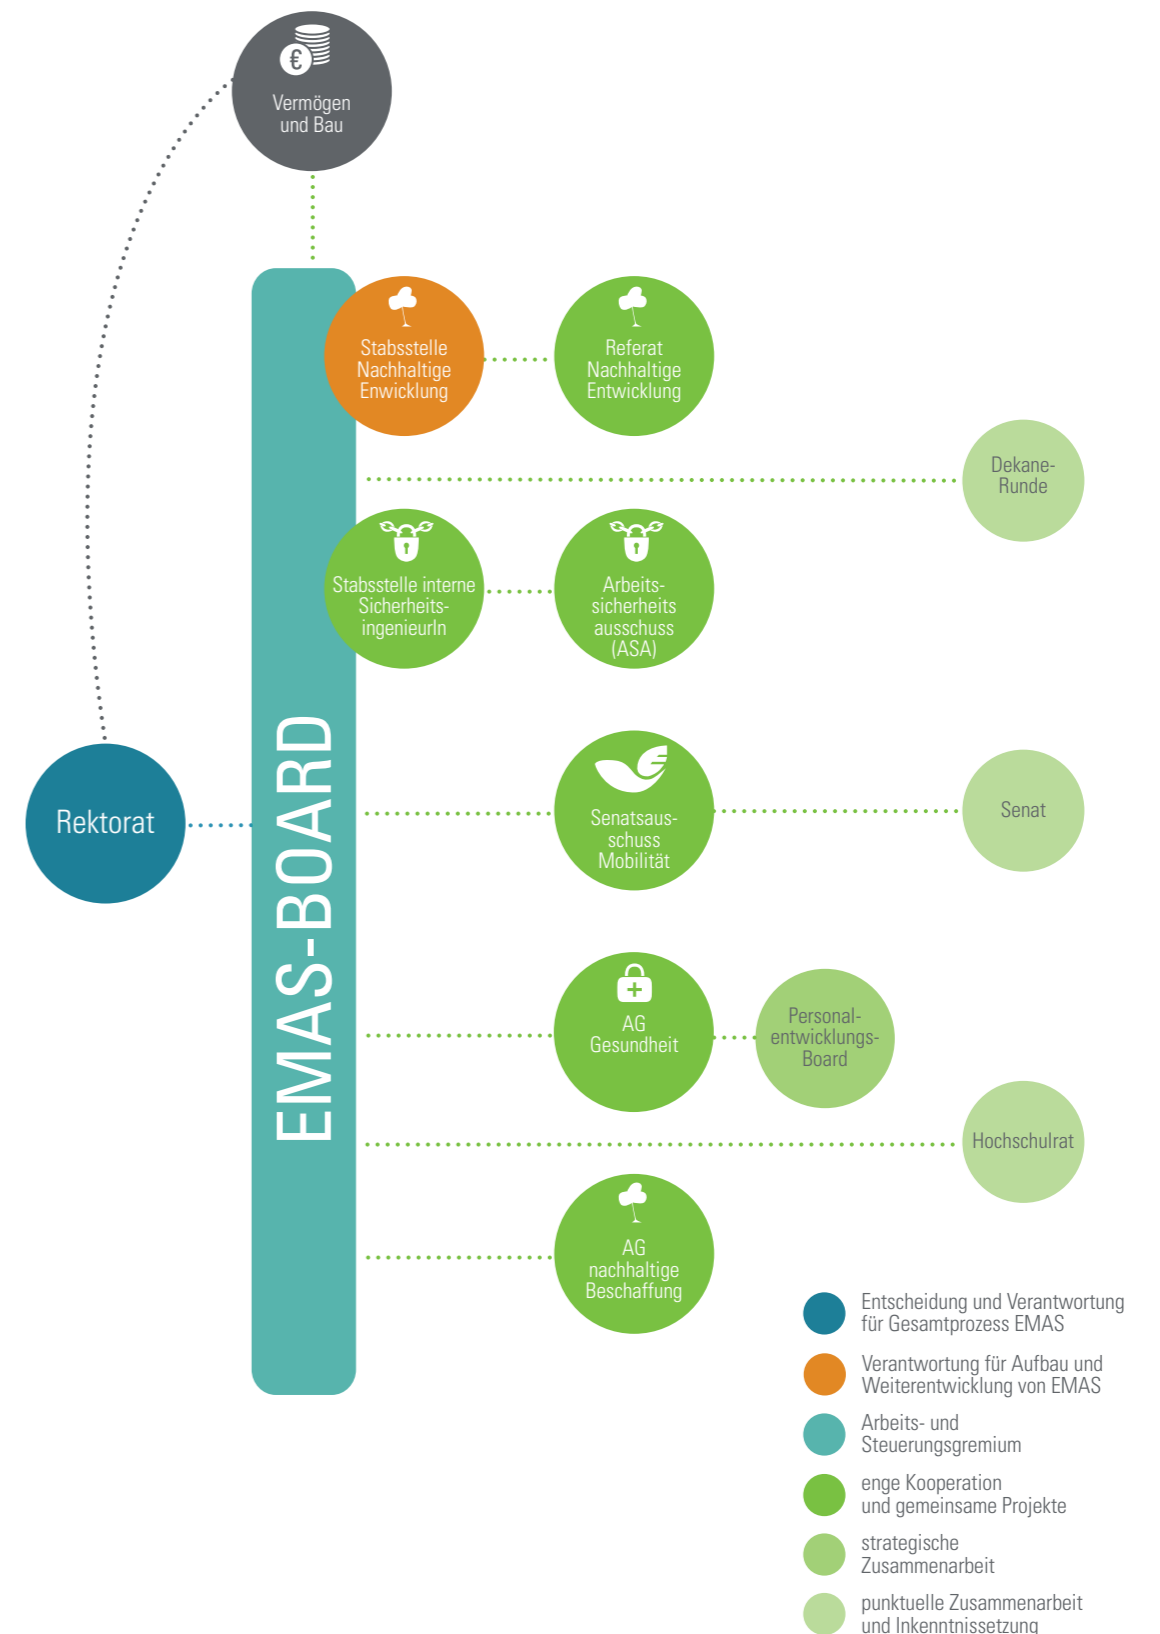 €
Vermögen
und Bau
Stabsstelle
Nachhaltige
Enwicklung
Referat
Nachhaltige
Entwicklung
Dekane-
Runde
Stabsstelle interne
Sicherheits-
ingenieurIn
Arbeits-
sicherheits
ausschuss
(ASA)
Rektorat
EMAS-BOARD
Senatsaus-
schuss
Mobilität
Senat
AG
Gesundheit
Personal-
entwicklungs-
Board
Hochschulrat
AG
nachhaltige
Beschaffung
Entscheidung und Verantwortung
für Gesamtprozess EMAS
Verantwortung für Aufbau und
Weiterentwicklung von EMAS
Arbeits- und
Steuerungsgremium
enge Kooperation
und gemeinsame Projekte
strategische
Zusammenarbeit
punktuelle Zusammenarbeit
und Inkenntnissetzung